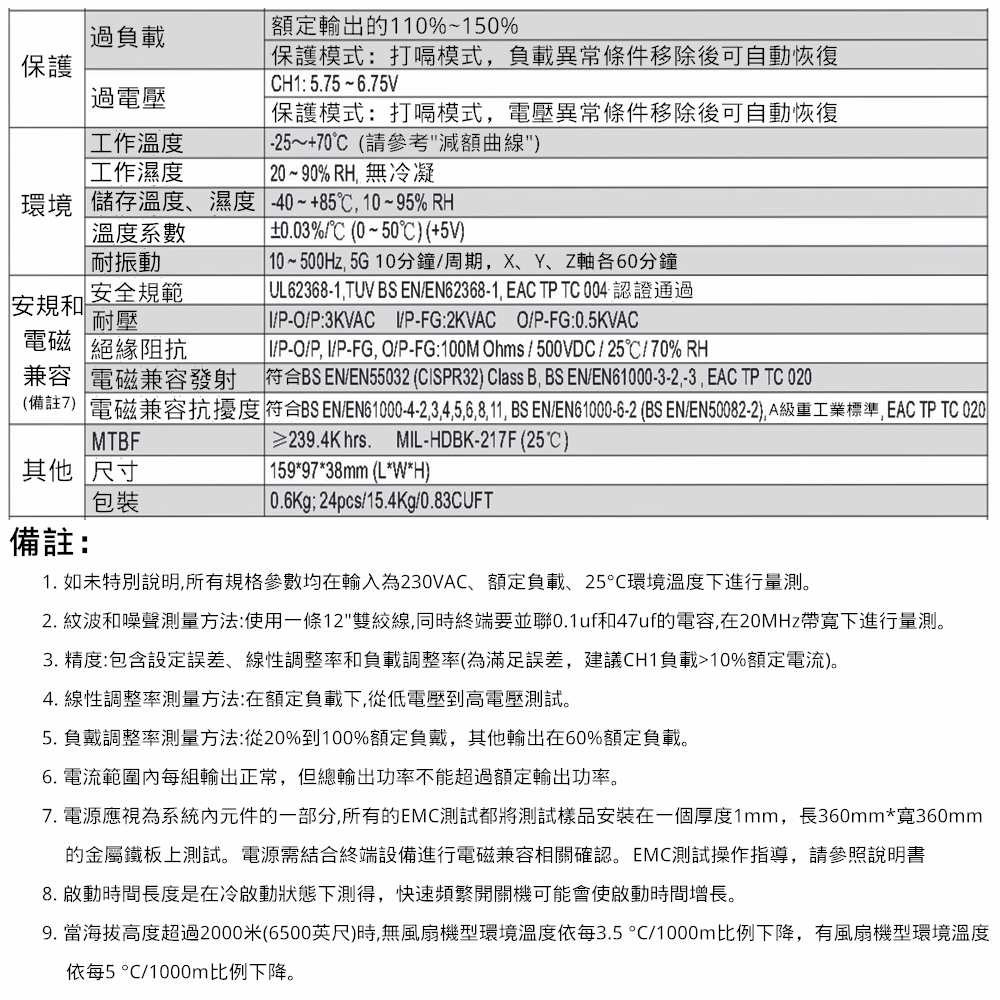 保護
過負載
額定輸出的110%~150%
保護模式：打嗝模式，負載異常條件移除後可自動恢復
過電壓
CH1: 5.75 ~ 6.75V
保護模式：打嗝模式，電壓異常條件移除後可自動恢復
環境
工作溫度
-25～+70℃ (請參考"減額曲線")
工作濕度
20 ~ 90% RH, 無冷凝
儲存溫度、濕度
-40 ~ +85℃, 10 ~ 95% RH
溫度系數
±0.03%/℃ (0 ~ 50℃) (+5V)
耐振動
10 ~ 500Hz, 5G 10分鐘/周期，X、Y、Z軸各60分鐘
安規和
電磁
兼容
(備註7)
安全規範
UL62368-1,TUV BS EN/EN62368-1, EAC TP TC 004 認證通過
耐壓
I/P-O/P:3KVAC I/P-FG:2KVAC O/P-FG:0.5KVAC
絕緣阻抗
I/P-O/P, I/P-FG, O/P-FG:100M Ohms / 500VDC / 25℃/ 70% RH
電磁兼容發射
符合BS EN/EN55032 (CISPR32) Class B, BS EN/EN61000-3-2,-3 , EAC TP TC 020
電磁兼容抗擾度
符合BS EN/EN61000-4-2,3,4,5,6,8,11, BS EN/EN61000-6-2 (BS EN/EN50082-2), A級重工業標準, EAC TP TC 020
其他
MTBF
≥239.4K hrs. MIL-HDBK-217F (25℃)
尺寸
159*97*38mm (L*W*H)
包裝
0.6Kg; 24pcs/15.4Kg/0.83CUFT
備註：
1. 如未特別說明,所有規格參數均在輸入為230VAC、額定負載、25°C環境溫度下進行量測。
2. 紋波和噪聲測量方法:使用一條12"雙絞線,同時終端要並聯0.1uf和47uf的電容,在20MHz帶寬下進行量測。
3. 精度:包含設定誤差、線性調整率和負載調整率(為滿足誤差，建議CH1負載>10%額定電流)。
4. 線性調整率測量方法:在額定負載下,從低電壓到高電壓測試。
5. 負戴調整率測量方法:從20%到100%額定負戴，其他輸出在60%額定負載。
6. 電流範圍內每組輸出正常，但總輸出功率不能超過額定輸出功率。
7. 電源應視為系統內元件的一部分,所有的EMC測試都將測試樣品安裝在一個厚度1mm，長360mm*寬360mm
的金屬鐵板上測試。電源需結合終端設備進行電磁兼容相關確認。EMC測試操作指導，請參照說明書
8. 啟動時間長度是在冷啟動狀態下測得，快速頻繁開關機可能會使啟動時間增長。
9. 當海拔高度超過2000米(6500英尺)時,無風扇機型環境溫度依每3.5 °C/1000m比例下降，有風扇機型環境溫度
依每5 °C/1000m比例下降。